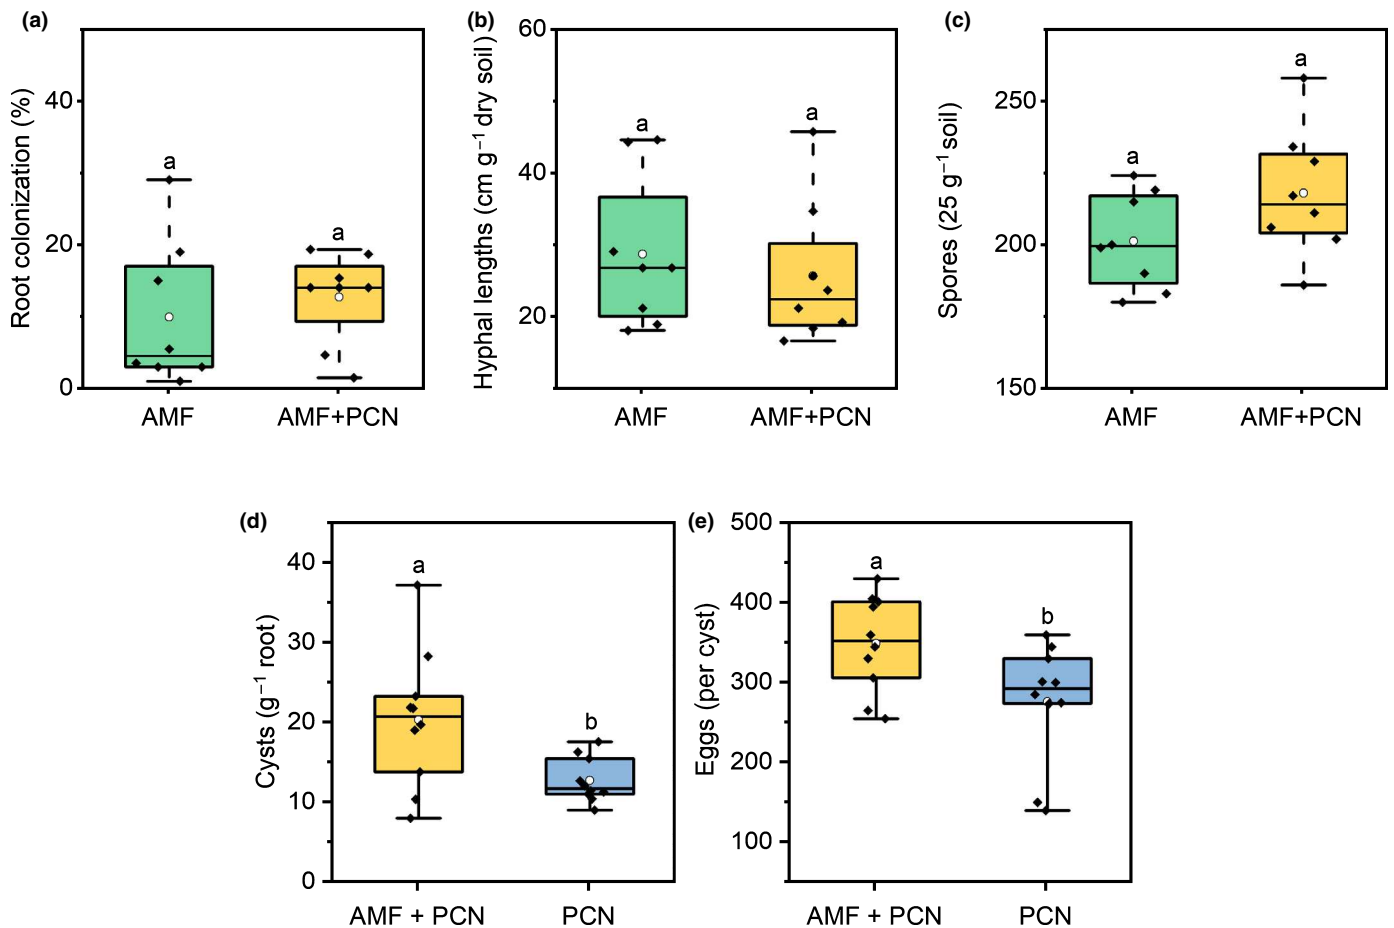 (a)
Root colonization (%)
40
20
0
a
a
AMF
AMF+PCN
(b)
Hyphal lengths (cm g⁻¹ dry soil)
60
40
20
a
a
AMF
AMF+PCN
(c)
Spores (25 g⁻¹ soil)
250
200
150
a
a
AMF
AMF+PCN
(d)
Cysts (g⁻¹ root)
40
30
20
10
0
a
b
AMF + PCN
PCN
(e)
Eggs (per cyst)
500
400
300
200
100
a
b
AMF + PCN
PCN